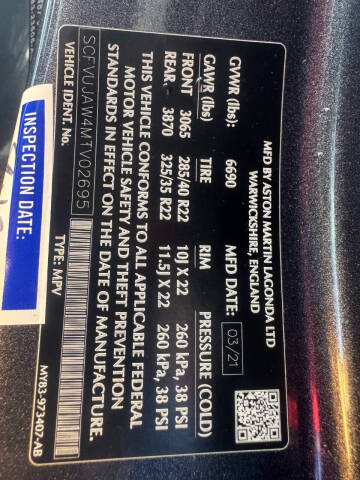 MFD BY ASTON MARTIN LAGONDA LTD
WARWICKSHIRE, ENGLAND
GVWR (lbs) 6690 MFD DATE: 03/21
GAWR (lbs) TIRE RIM PRESSURE (COLD)
FRONT 3065 285/40 R22 10J X 22 260 kPa, 38 PSI
REAR 3870 325/35 R22 11.5J X 22 260 kPa, 38 PSI
THIS VEHICLE CONFORMS TO ALL APPLICABLE FEDERAL
MOTOR VEHICLE SAFETY AND THEFT PREVENTION
STANDARDS IN EFFECT ON THE DATE OF MANUFACTURE.
SCFVUJAW4MTV02695
VEHICLE IDENT. No. TYPE: MPV
MY83-973407-AB
INSPECTION DATE: